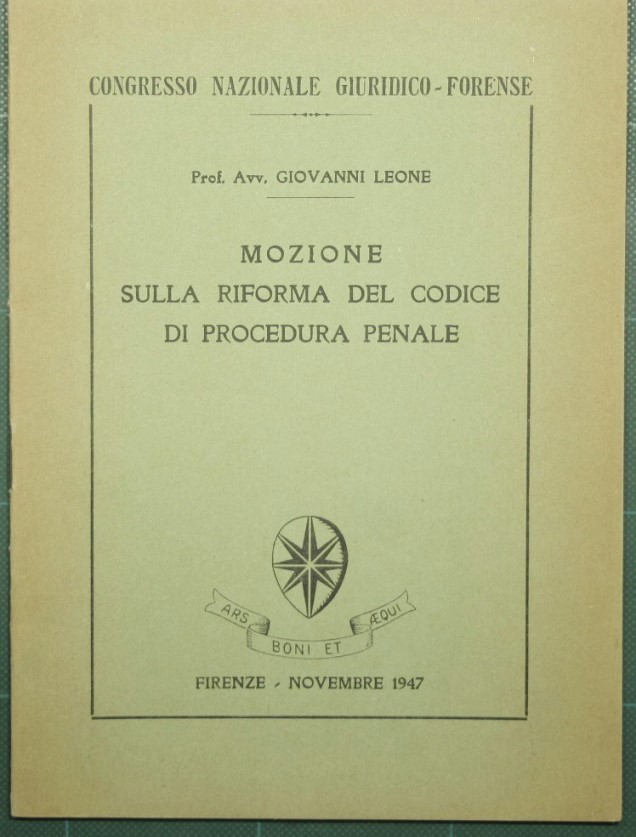 CONGRESSO NAZIONALE GIURIDICO-FORENSE
Prof. Avv. GIOVANNI LEONE
MOZIONE
SULLA RIFORMA DEL CODICE
DI PROCEDURA PENALE
ARS BONI ET ÆQUI
FIRENZE - NOVEMBRE 1947